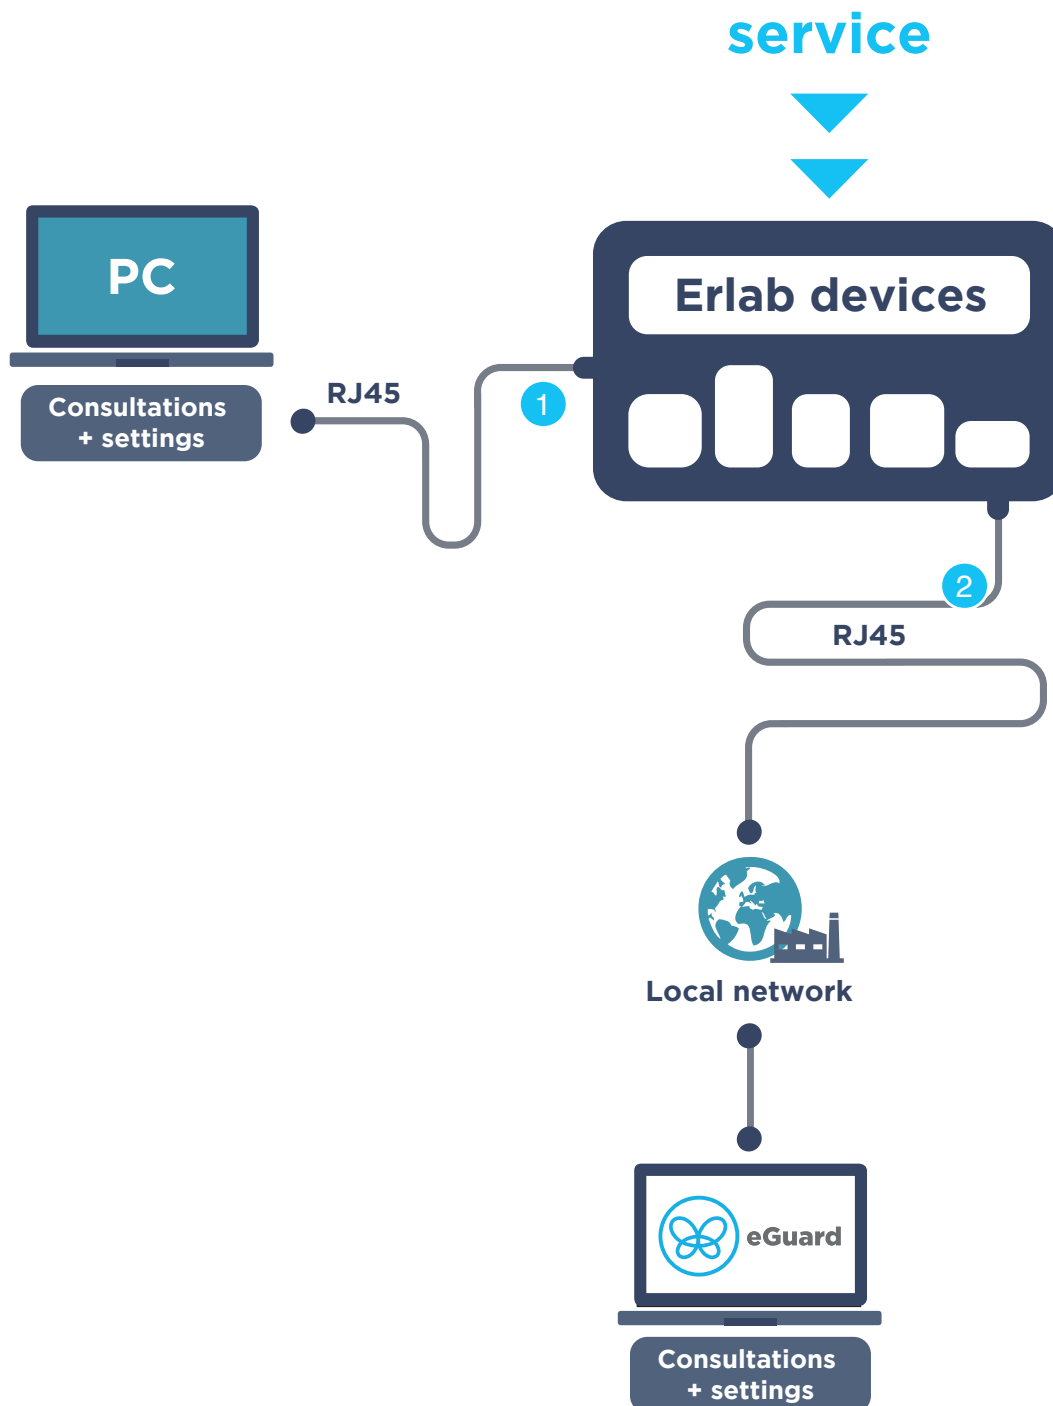 service
PC
Erlab devices
Consultations
+ settings
RJ45
1
2
RJ45
Local network
eGuard
Consultations
+ settings